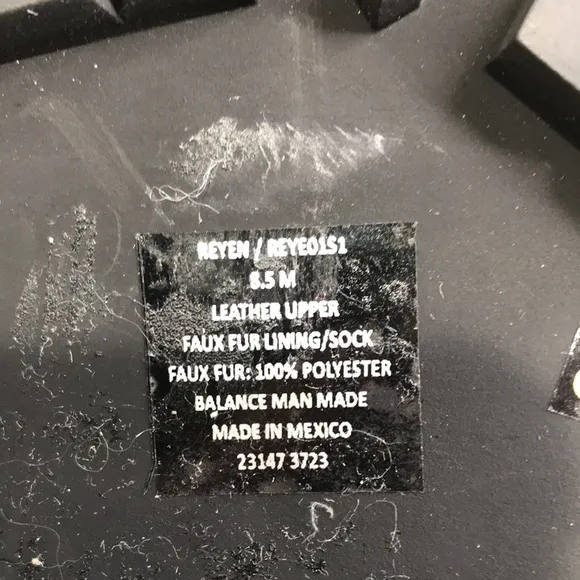 REYEN / REYE01S1
8.5 M
LEATHER UPPER
FAUX FUR LINING/SOCK
FAUX FUR: 100% POLYESTER
BALANCE MAN MADE
MADE IN MEXICO
23147 3723